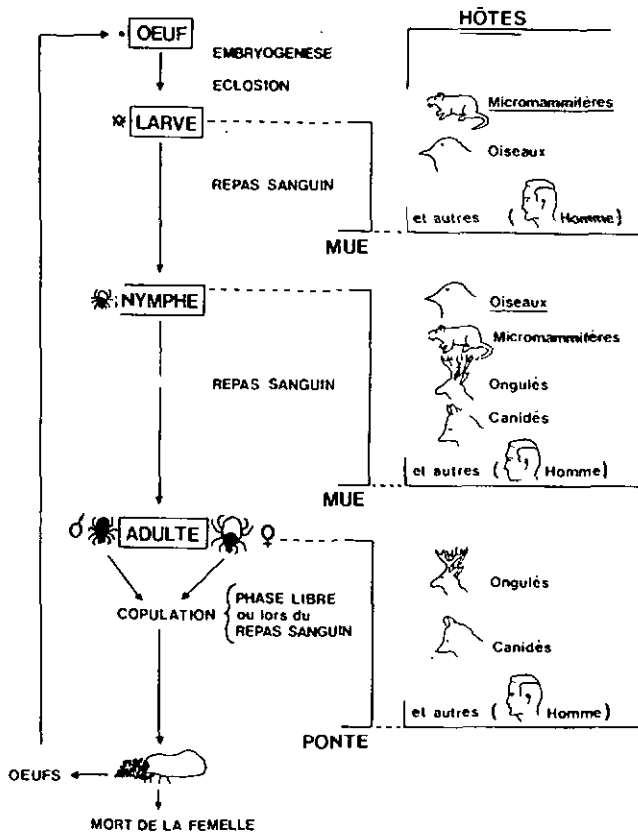 HÔTES
OEUF
EMBRYOGENESE
ECLOSION
Micromammifères
LARVE
Oiseaux
REPAS SANGUIN
et autres ( Homme )
MUE
NYMPHE
Oiseaux
Micromammifères
REPAS SANGUIN
Ongulés
Canidés
et autres ( Homme )
MUE
♂ ADULTE ♀
PHASE LIBRE
COPULATION ou lors du
REPAS SANGUIN
Ongulés
Canidés
et autres ( Homme )
PONTE
OEUFS
MORT DE LA FEMELLE